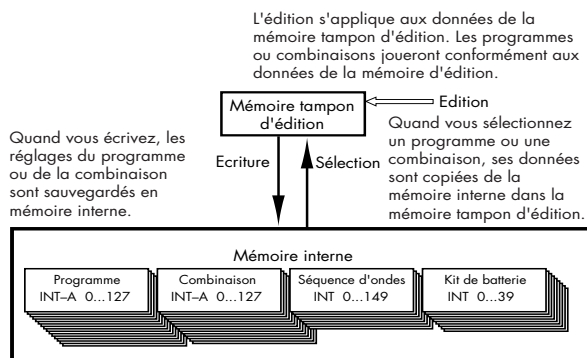 L'édition s'applique aux données de la
mémoire tampon d'édition. Les programmes
ou combinaisons joueront conformément aux
données de la mémoire d'édition.
Mémoire tampon
d'édition
Edition
Quand vous écrivez, les
réglages du programme
ou de la combinaison
sont sauvegardés en
mémoire interne.
Ecriture
Sélection
Quand vous sélectionnez
un programme ou une
combinaison, ses données
sont copiées de la
mémoire interne dans la
mémoire tampon d'édition.
Mémoire interne
Programme
INT–A 0...127
Combinaison
INT–A 0...127
Séquence d'ondes
INT 0...149
Kit de batterie
INT 0...39